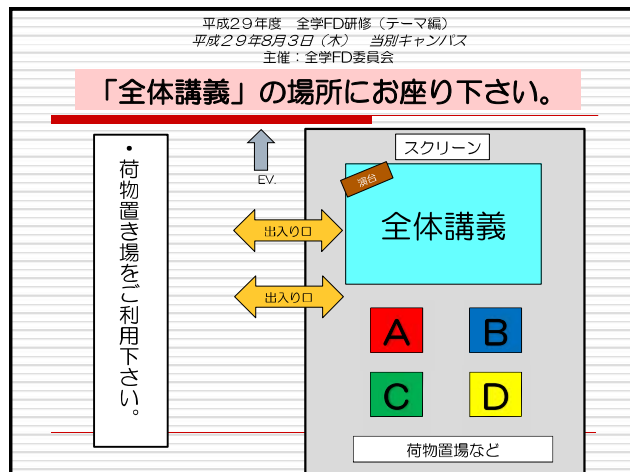 平成29年度　全学FD研修（テーマ編）
平成29年8月3日（木）　当別キャンパス
主催：全学FD委員会
「全体講義」の場所にお座り下さい。
・荷物置き場をご利用下さい。
EV.
スクリーン
演台
全体講義
出入り口
出入り口
A
B
C
D
荷物置場など